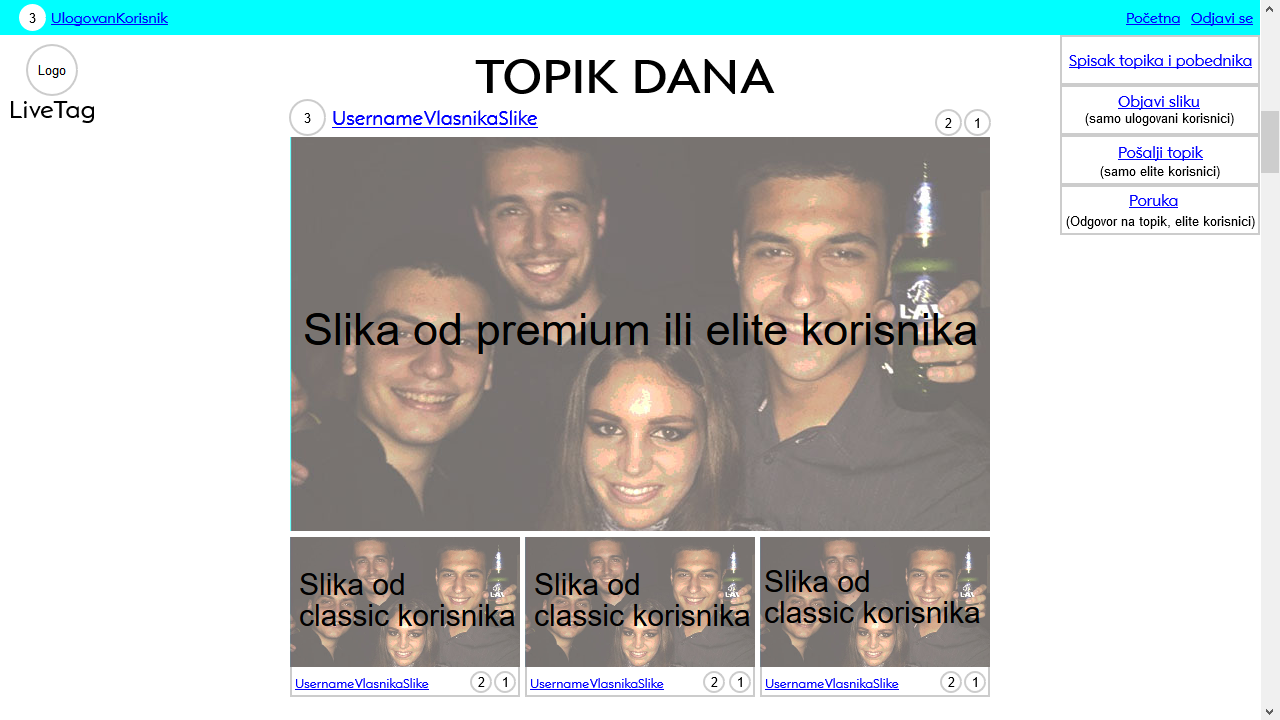 3 UlogovanKorisnik Početna Odjavi se
Logo
LiveTag
TOPIK DANA
Spisak topika i pobednika
Objavi sliku
(samo ulogovani korisnici)
Pošalji topik
(samo elite korisnici)
Poruka
(Odgovor na topik, elite korisnici)
3 UsernameVlasnikaSlike 2 1
LAV
Slika od premium ili elite korisnika
Slika od
classic korisnika
UsernameVlasnikaSlike 2 1
Slika od
classic korisnika
UsernameVlasnikaSlike 2 1
Slika od
classic korisnika
UsernameVlasnikaSlike 2 1